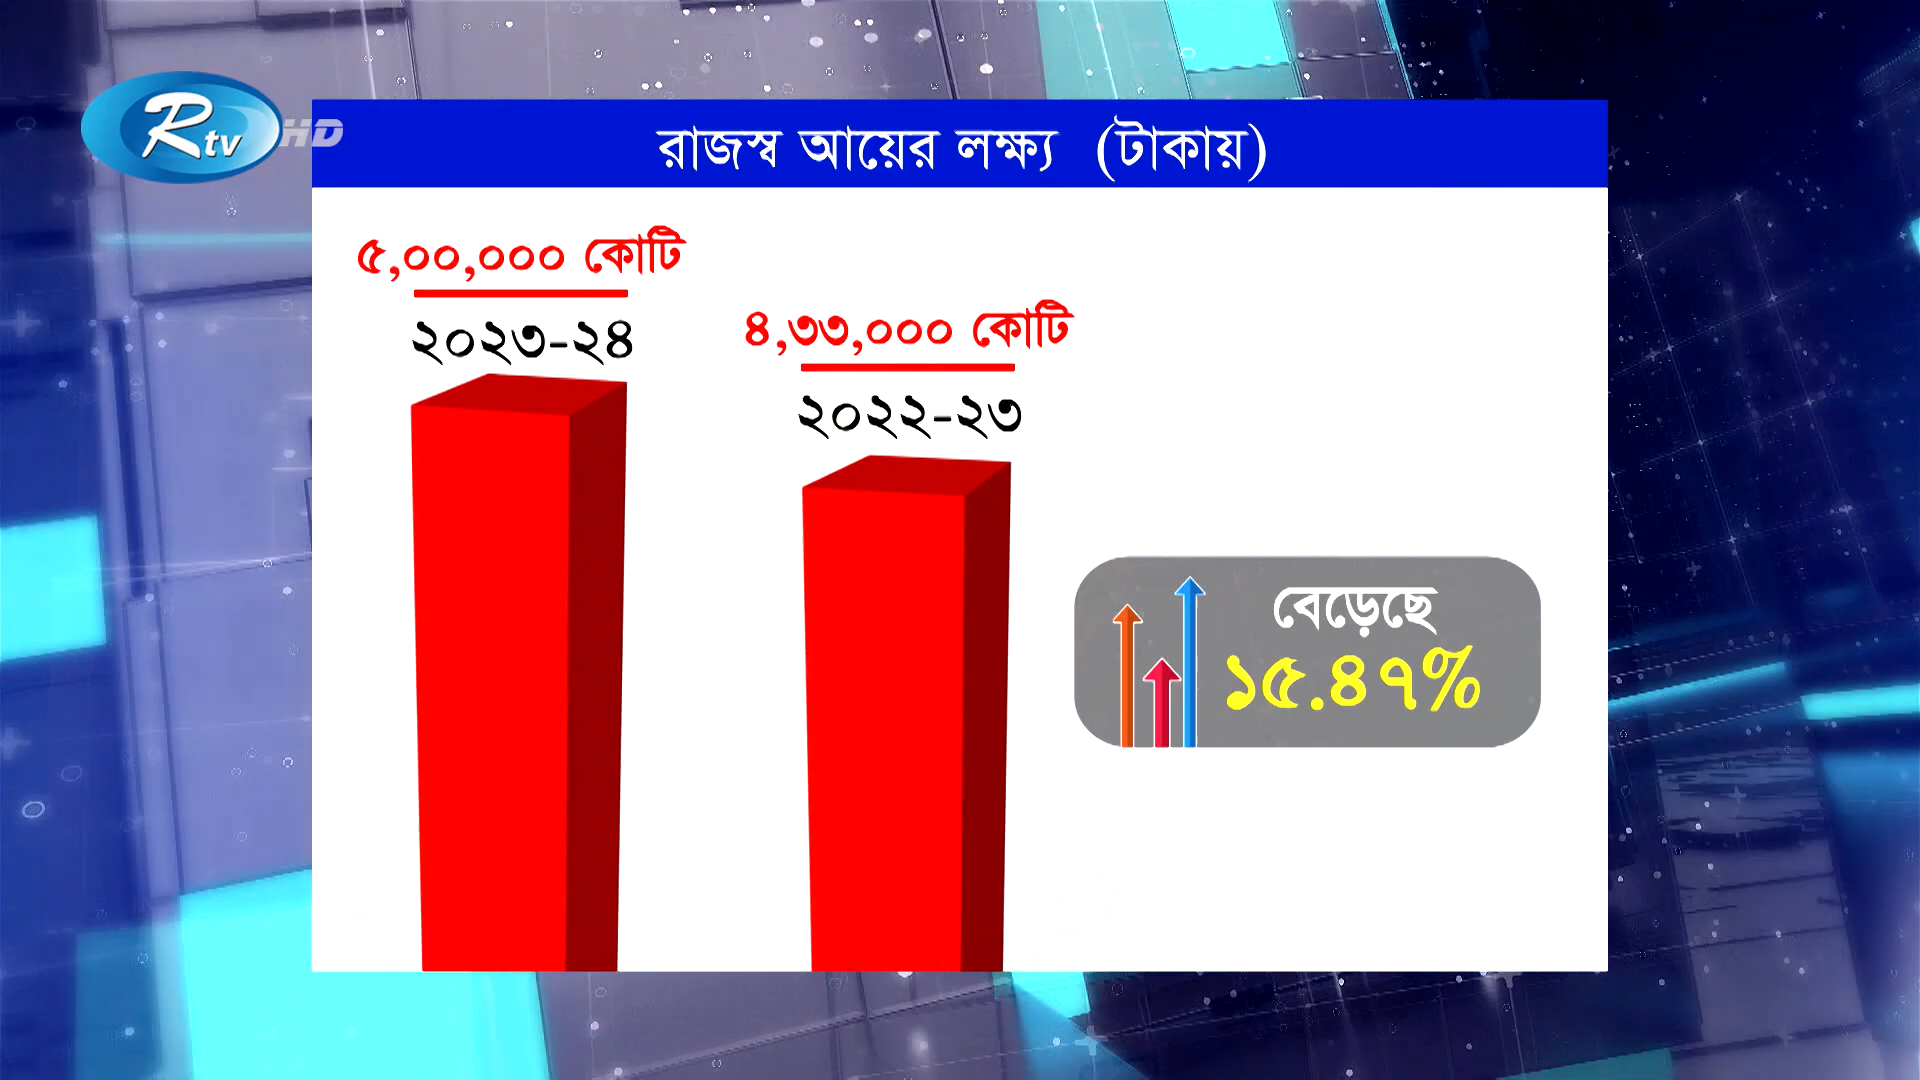 Rtv HD
রাজস্ব আয়ের লক্ষ্য (টাকায়)
৫,০০,০০০ কোটি
২০২৩-২৪
৪,৩৩,০০০ কোটি
২০২২-২৩
বেড়েছে
১৫.৪৭%